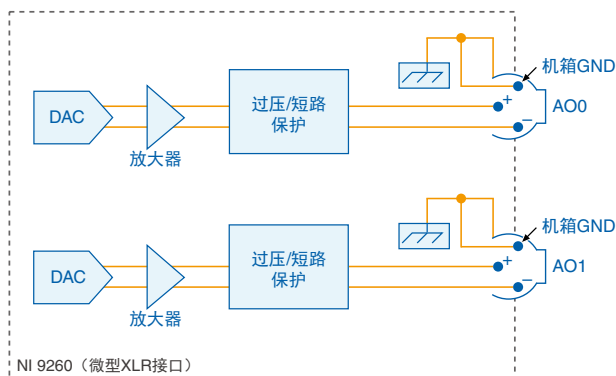 机箱GND
DAC
过压/短路
保护
+
AO0
−
放大器
机箱GND
DAC
过压/短路
保护
+
AO1
−
放大器
NI 9260（微型XLR接口）